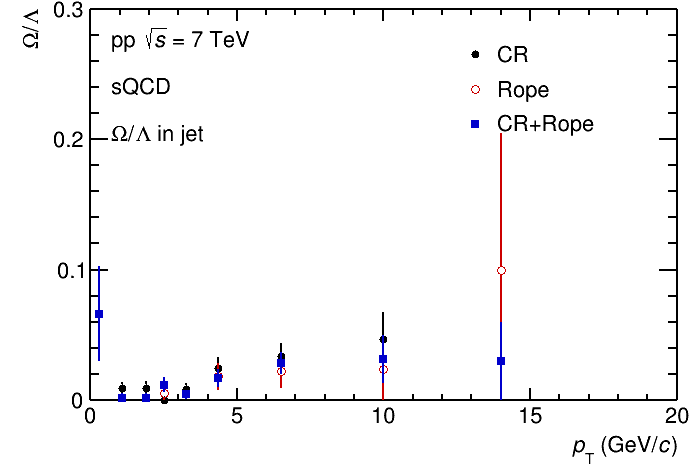 Ω/Λ
0.3
0.2
0.1
0
pp √s = 7 TeV
sQCD
Ω/Λ in jet
CR
Rope
CR+Rope
0 5 10 15 20
p_T (GeV/c)